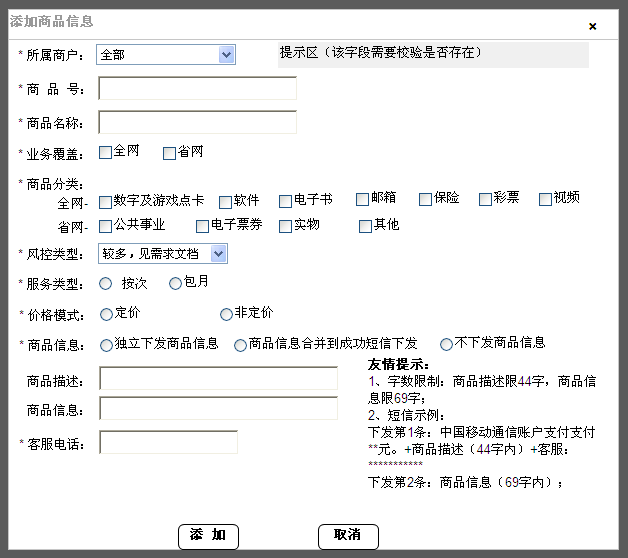 添加商品信息
×
* 所属商户: 全部 提示区（该字段需要校验是否存在）
* 商 品 号:
* 商品名称:
* 业务覆盖: 全网 省网
* 商品分类:
全网- 数字及游戏点卡 软件 电子书 邮箱 保险 彩票 视频
省网- 公共事业 电子票券 实物 其他
* 风控类型: 较多，见需求文档
* 服务类型: 按次 包月
* 价格模式: 定价 非定价
* 商品信息: 独立下发商品信息 商品信息合并到成功短信下发 不下发商品信息
商品描述:
商品信息:
* 客服电话:
友情提示:
1、字数限制: 商品描述限44字，商品信
息限69字;
2、短信示例:
下发第1条: 中国移动通信账户支付支付
**元。+商品描述（44字内）+客服:
***********
下发第2条: 商品信息（69字内）;
添 加 取消